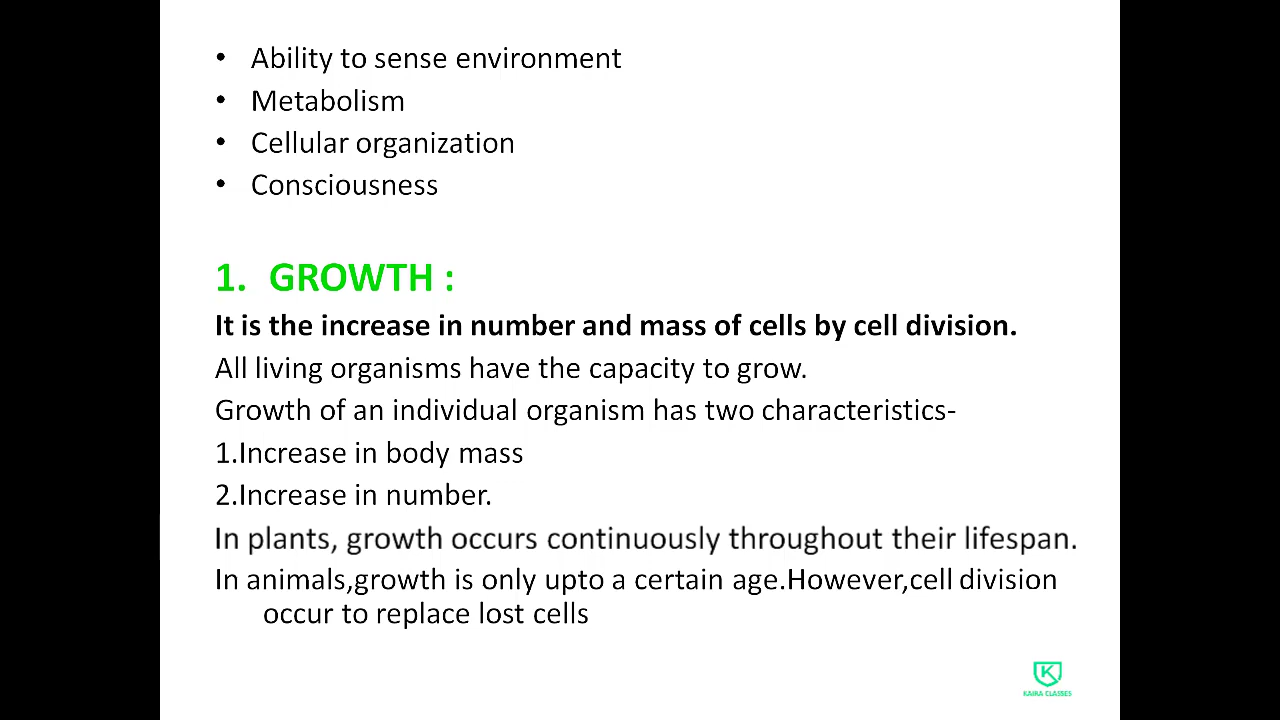 • Ability to sense environment
• Metabolism
• Cellular organization
• Consciousness
1. GROWTH :
It is the increase in number and mass of cells by cell division.
All living organisms have the capacity to grow.
Growth of an individual organism has two characteristics-
1.Increase in body mass
2.Increase in number.
In plants, growth occurs continuously throughout their lifespan.
In animals,growth is only upto a certain age.However,cell division
occur to replace lost cells
KAIKA CLASSES